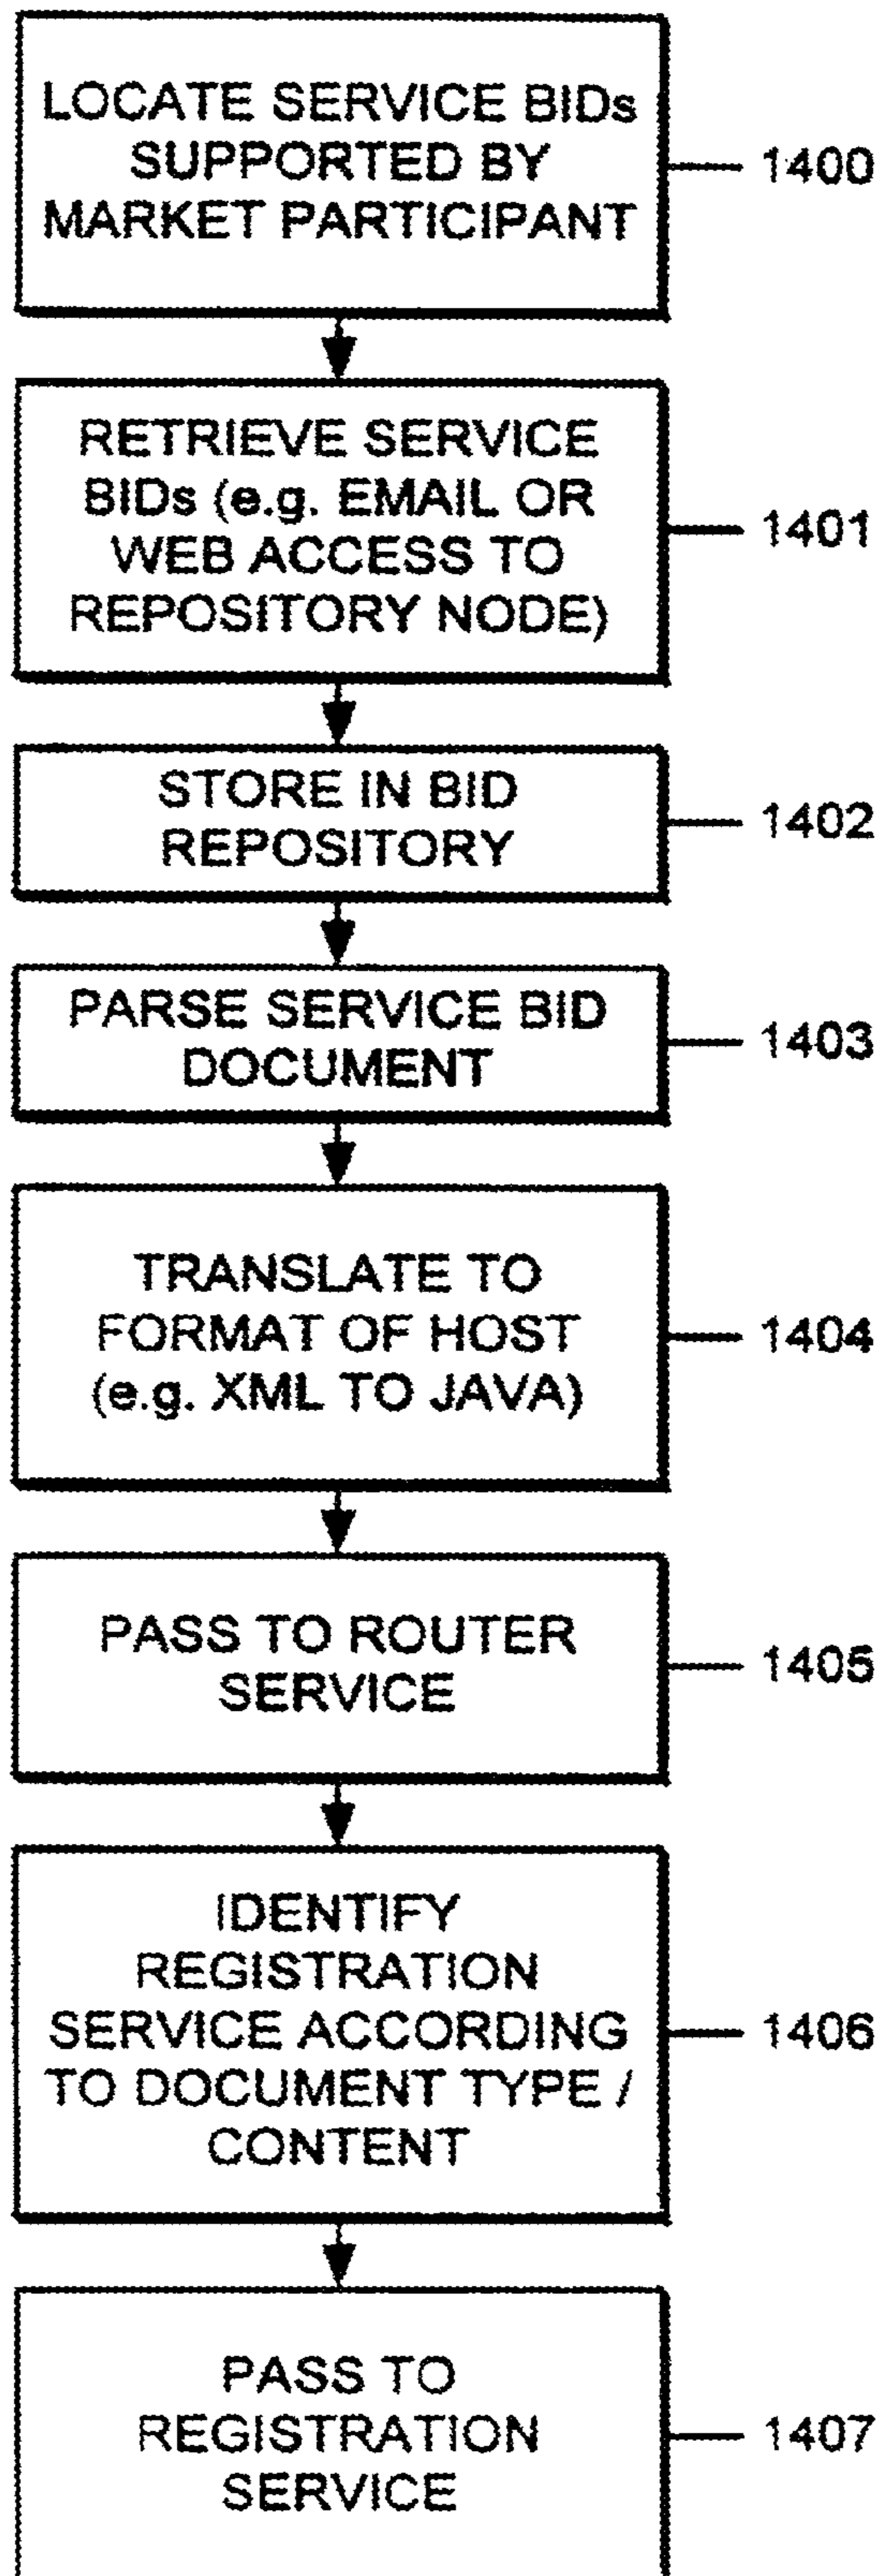 LOCATE SERVICE BIDs
SUPPORTED BY
MARKET PARTICIPANT
1400
RETRIEVE SERVICE
BIDs (e.g. EMAIL OR
WEB ACCESS TO
REPOSITORY NODE)
1401
STORE IN BID
REPOSITORY
1402
PARSE SERVICE BID
DOCUMENT
1403
TRANSLATE TO
FORMAT OF HOST
(e.g. XML TO JAVA)
1404
PASS TO ROUTER
SERVICE
1405
IDENTIFY
REGISTRATION
SERVICE ACCORDING
TO DOCUMENT TYPE /
CONTENT
1406
PASS TO
REGISTRATION
SERVICE
1407